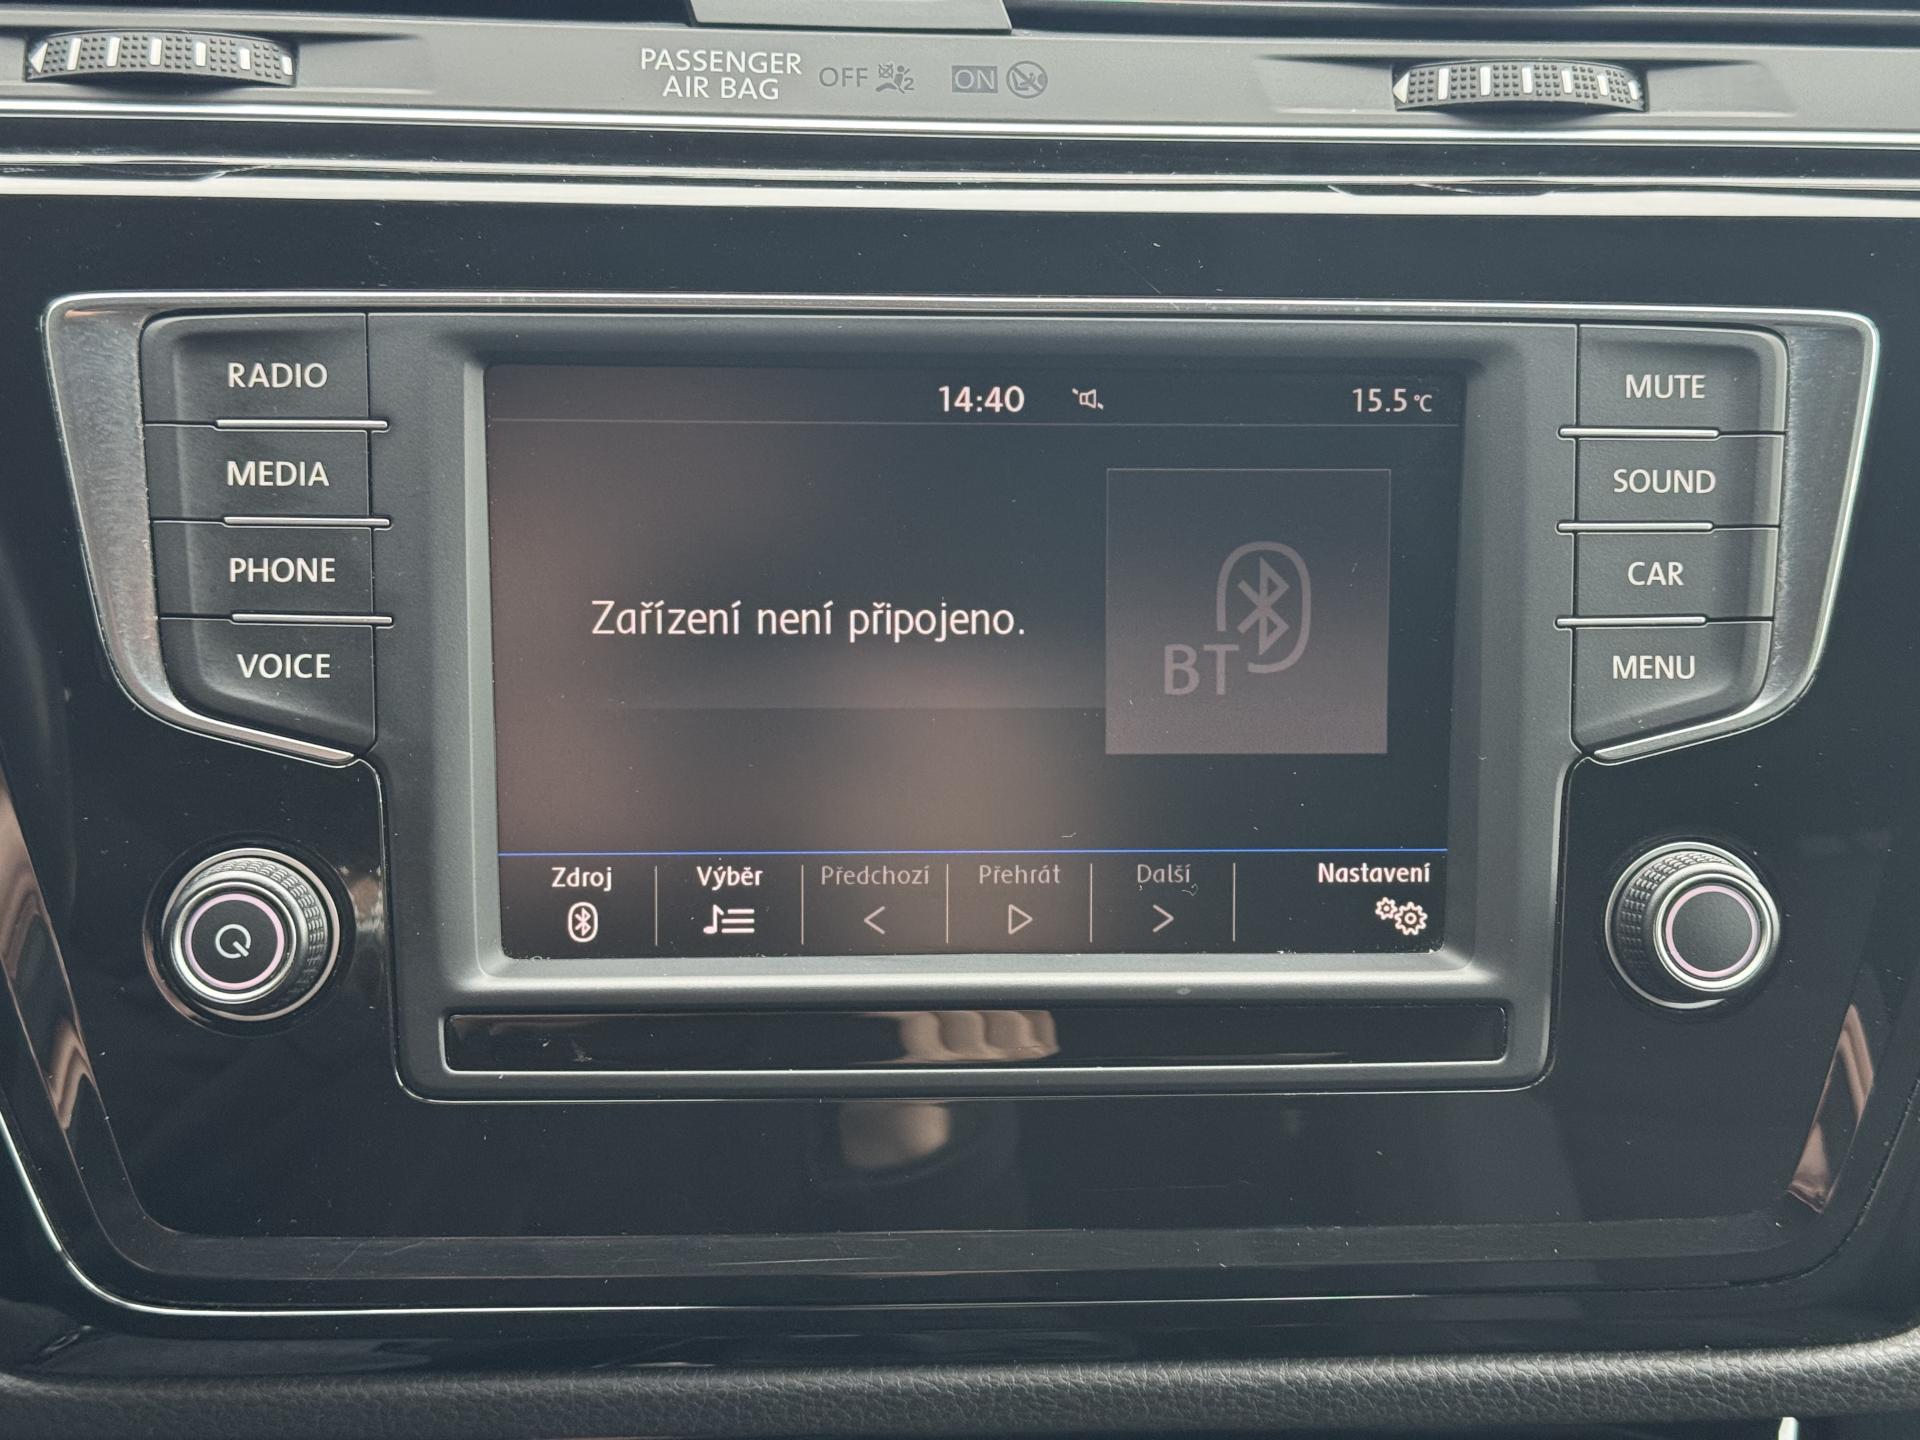 PASSENGER
AIR BAG OFF 2 ON
RADIO
MEDIA
PHONE
VOICE
14:40 15.5 °C
Zařízení není připojeno.
BT
Zdroj Výběr Předchozí Přehrát Další Nastavení
MUTE
SOUND
CAR
MENU